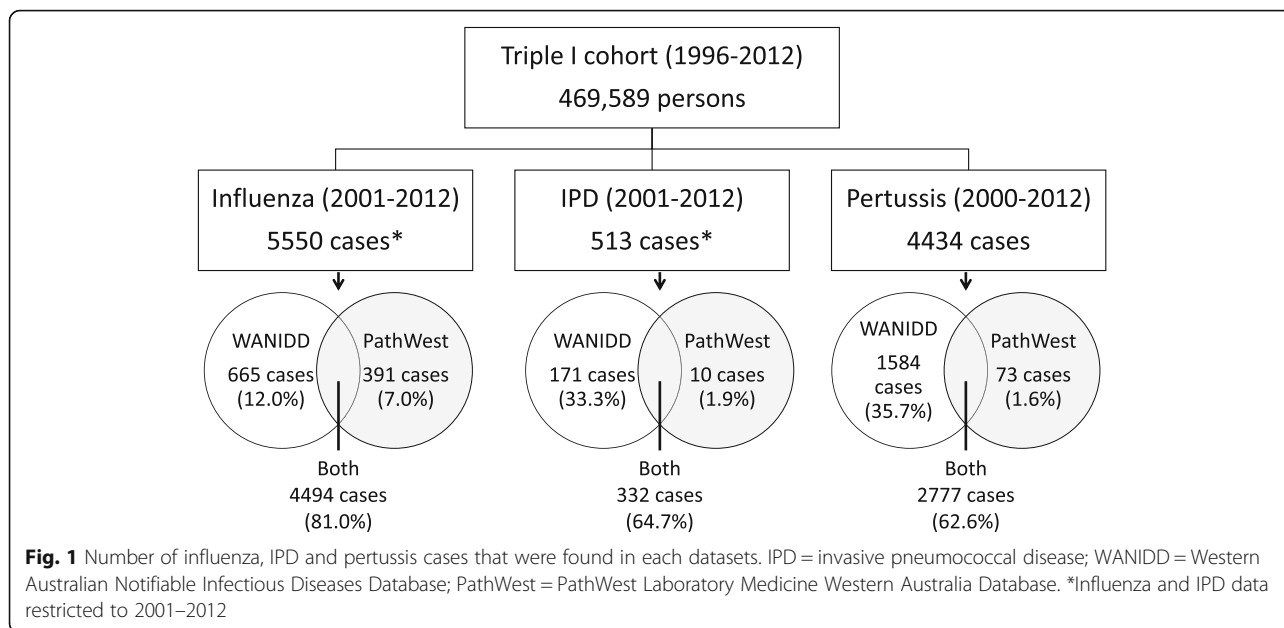 Triple I cohort (1996-2012)
469,589 persons
Influenza (2001-2012)
5550 cases*
IPD (2001-2012)
513 cases*
Pertussis (2000-2012)
4434 cases
WANIDD
665 cases
(12.0%)
PathWest
391 cases
(7.0%)
Both
4494 cases
(81.0%)
WANIDD
171 cases
(33.3%)
PathWest
10 cases
(1.9%)
Both
332 cases
(64.7%)
WANIDD
1584
cases
(35.7%)
PathWest
73 cases
(1.6%)
Both
2777 cases
(62.6%)
Fig. 1 Number of influenza, IPD and pertussis cases that were found in each datasets. IPD = invasive pneumococcal disease; WANIDD = Western
Australian Notifiable Infectious Diseases Database; PathWest = PathWest Laboratory Medicine Western Australia Database. *Influenza and IPD data
restricted to 2001–2012